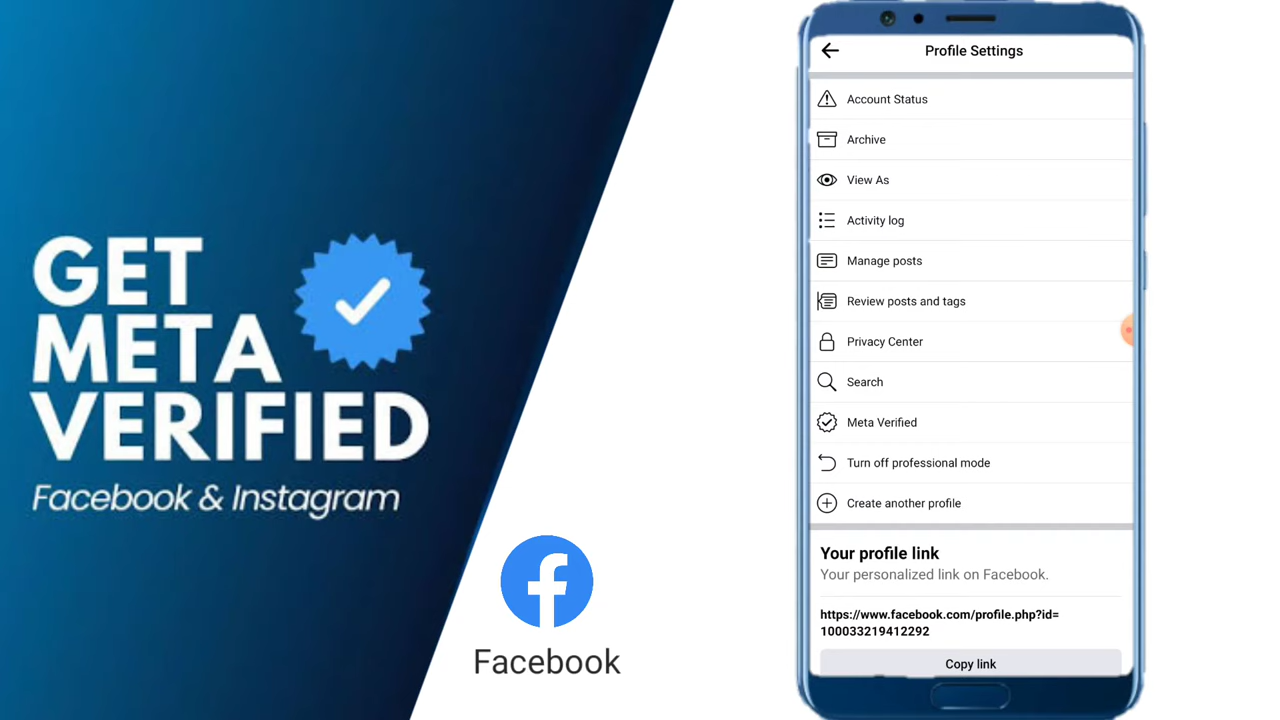 GET
META
VERIFIED
Facebook & Instagram
Facebook
Profile Settings
Account Status
Archive
View As
Activity log
Manage posts
Review posts and tags
Privacy Center
Search
Meta Verified
Turn off professional mode
Create another profile
Your profile link
Your personalized link on Facebook.
https://www.facebook.com/profile.php?id=
100033219412292
Copy link